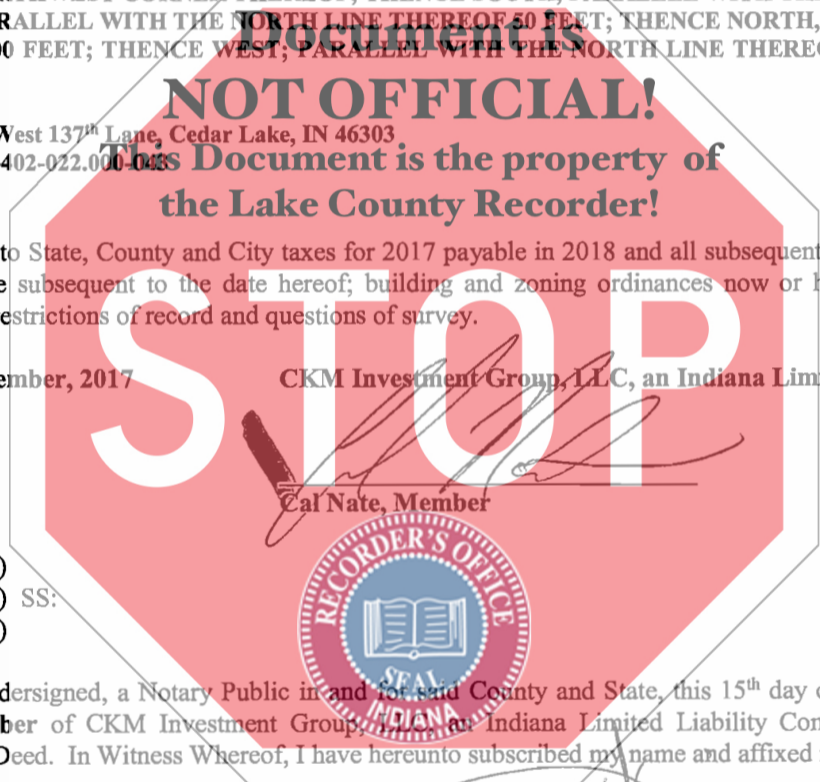 PARALLEL WITH THE NORTH LINE THEREOF 50 FEET; THENCE NORTH,
FEET; THENCE WEST; PARALLEL WITH THE NORTH LINE
Document is
NOT OFFICIAL!
West 137th Lane, Cedar Lake, IN 46303
402-022.000-043
This Document is the property of
the Lake County Recorder!
to State, County and City taxes for 2017 payable in 2018 and all subsequent
subsequent to the date hereof; building and zoning ordinances now or
estrictions of record and questions of survey.
STOP
ember, 2017 CKM Investment Group, LLC, an Indiana Lim
Cal Nate, Member
RECORDER'S OFFICE
SEAL
INDIANA
)
) SS:
)
dersigned, a Notary Public in and for said County and State, this 15th day
ber of CKM Investment Group, LLC, an Indiana Limited Liability Com
Deed. In Witness Whereof, I have hereunto subscribed my name and affixed